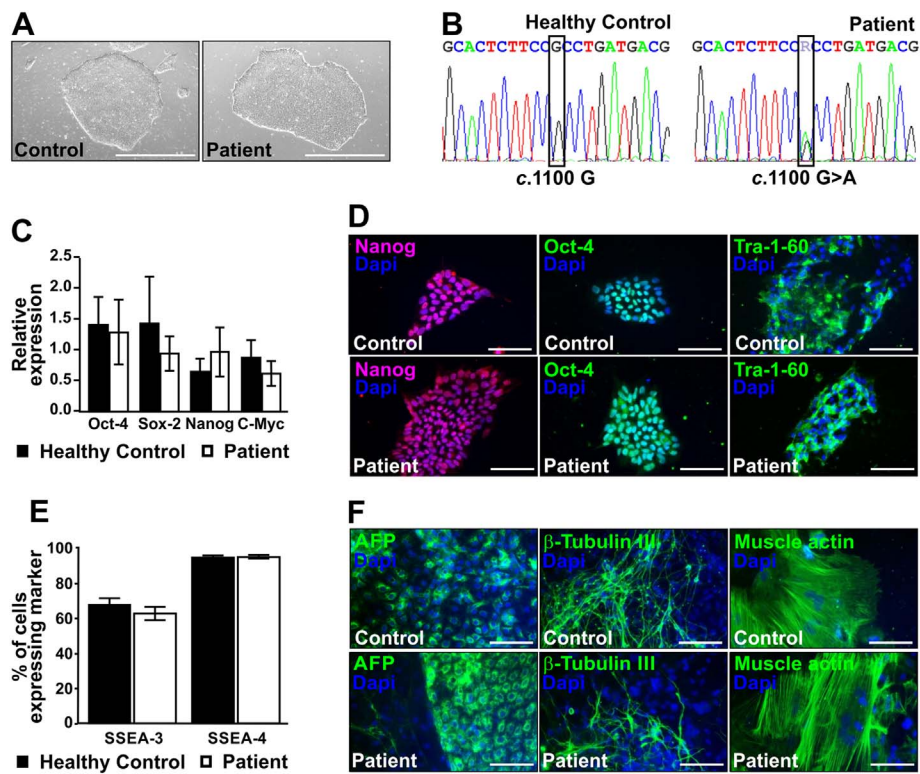 A
Control
Patient
B
Healthy Control
Patient
GCACTCTTCCGCCTGATGACG
GCACTCTTCCRCCTGATGACG
c.1100 G
c.1100 G>A
C
Relative
expression
2.5
2.0
1.5
1.0
0.5
0.0
Oct-4 Sox-2 Nanog C-Myc
Healthy Control Patient
D
Nanog
Dapi
Control
Oct-4
Dapi
Control
Tra-1-60
Dapi
Control
Nanog
Dapi
Patient
Oct-4
Dapi
Patient
Tra-1-60
Dapi
Patient
E
% of cells
expressing marker
100
80
60
40
20
0
SSEA-3 SSEA-4
Healthy Control Patient
F
AFP
Dapi
Control
β-Tubulin III
Dapi
Control
Muscle actin
Dapi
Control
AFP
Dapi
Patient
β-Tubulin III
Dapi
Patient
Muscle actin
Dapi
Patient